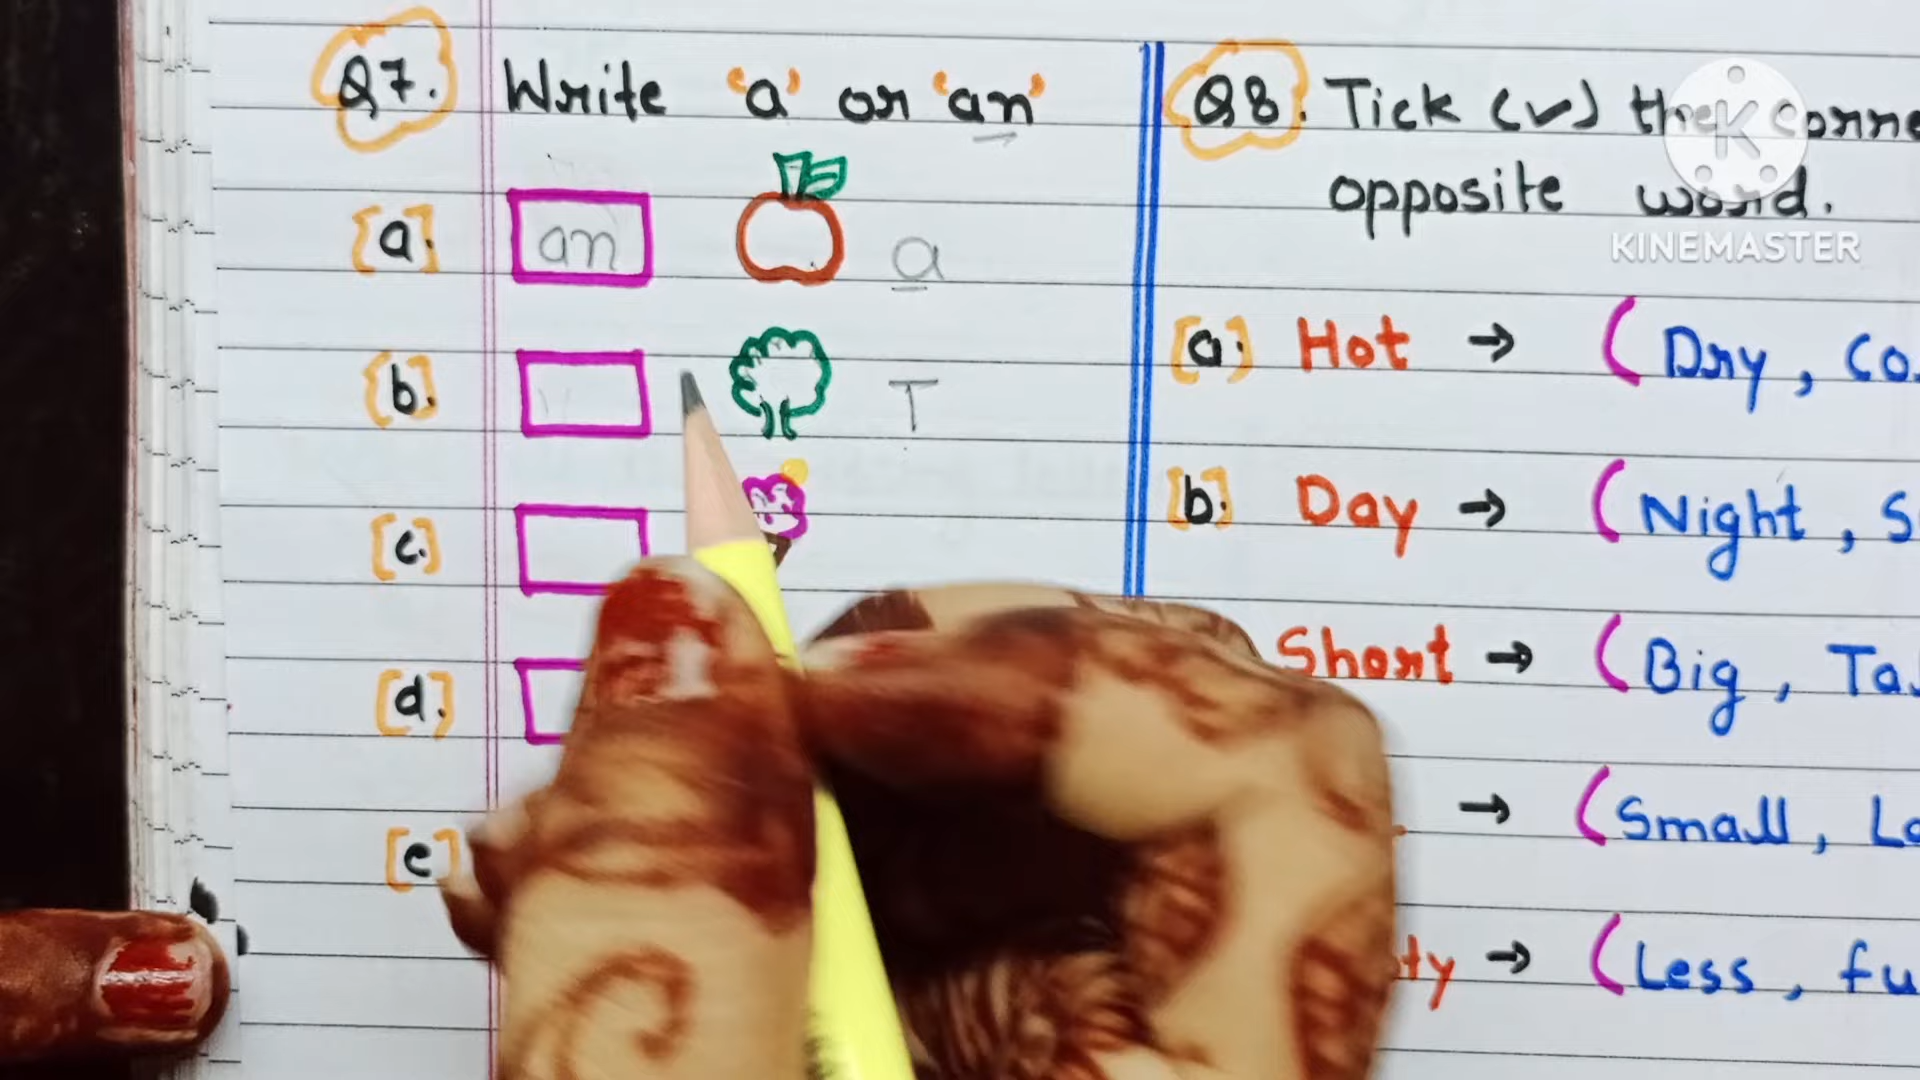 Q7. Write 'a' or 'an'
[a]. an a
[b]. T
[c].
[d].
[e]
Q8. Tick (✓) the
opposite word.
KINEMASTER
[a]. Hot → (Dry,
[b]. Day → (Night,
Short → (Big,
→ (Small,
→ (Less,